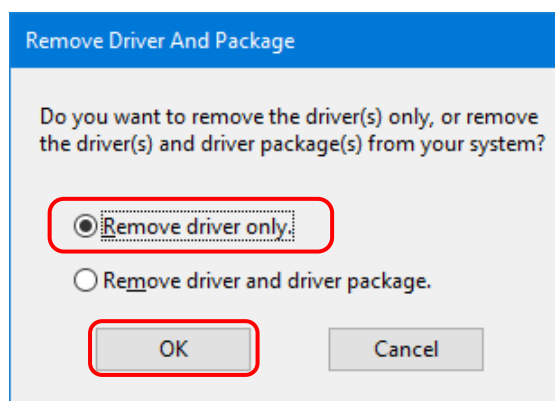 Remove Driver And Package
Do you want to remove the driver(s) only, or remove
the driver(s) and driver package(s) from your system?
Remove driver only.
Remove driver and driver package.
OK Cancel